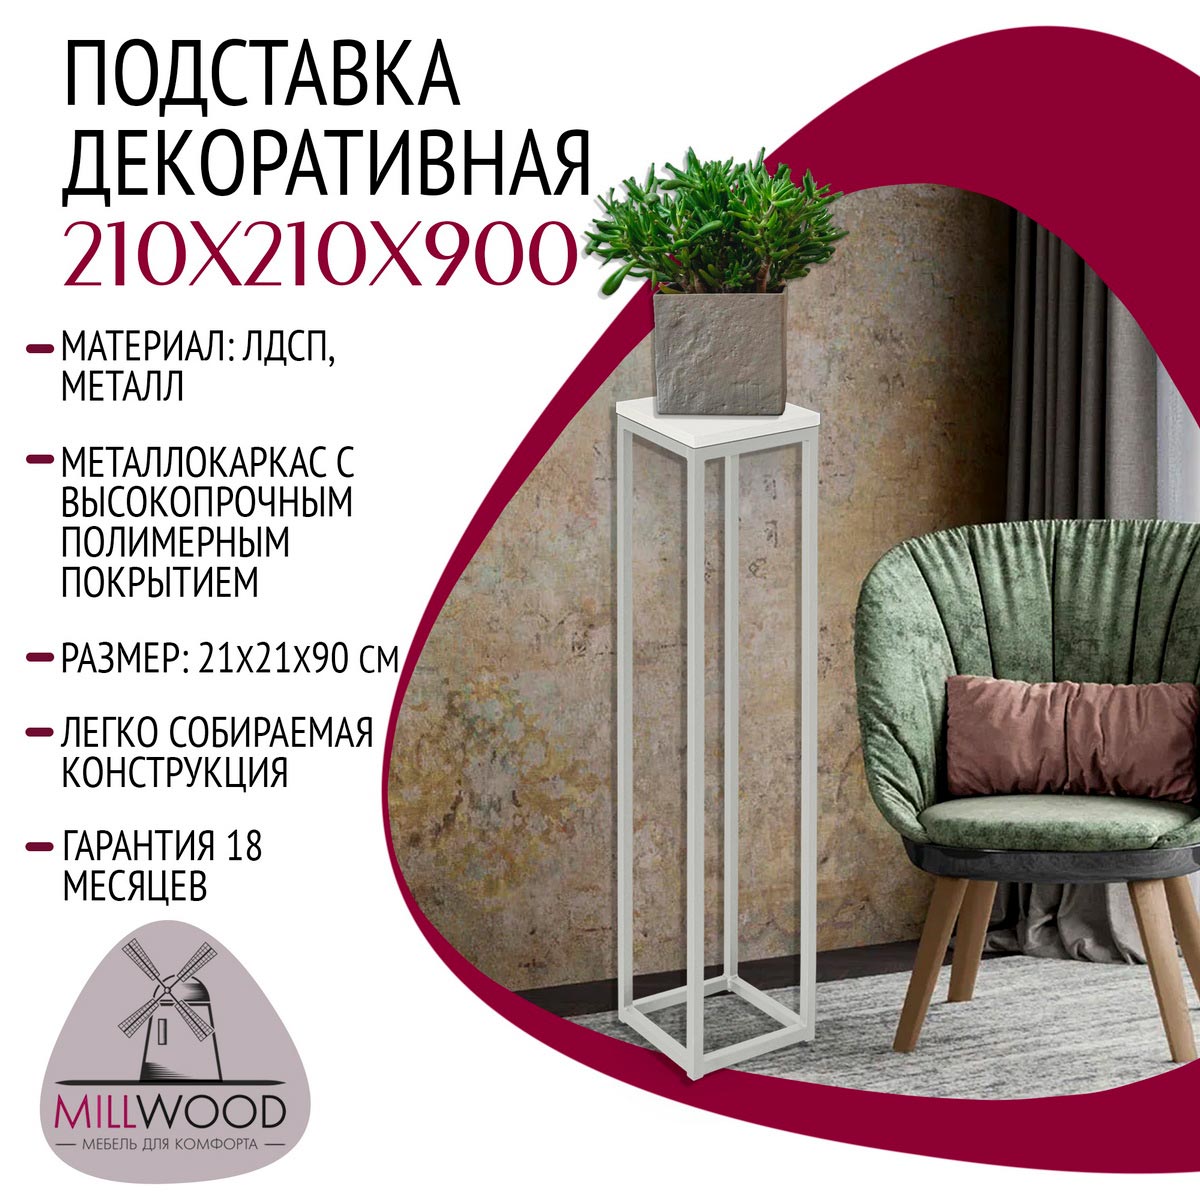 ПОДСТАВКА
ДЕКОРАТИВНАЯ
210Х210Х900
МАТЕРИАЛ: ЛДСП,
МЕТАЛЛ
МЕТАЛЛОКАРКАС С
ВЫСОКОПРОЧНЫМ
ПОЛИМЕРНЫМ
ПОКРЫТИЕМ
РАЗМЕР: 21х21х90 см
ЛЕГКО СОБИРАЕМАЯ
КОНСТРУКЦИЯ
ГАРАНТИЯ 18
МЕСЯЦЕВ
MILLWOOD
— МЕБЕЛЬ ДЛЯ КОМФОРТА —